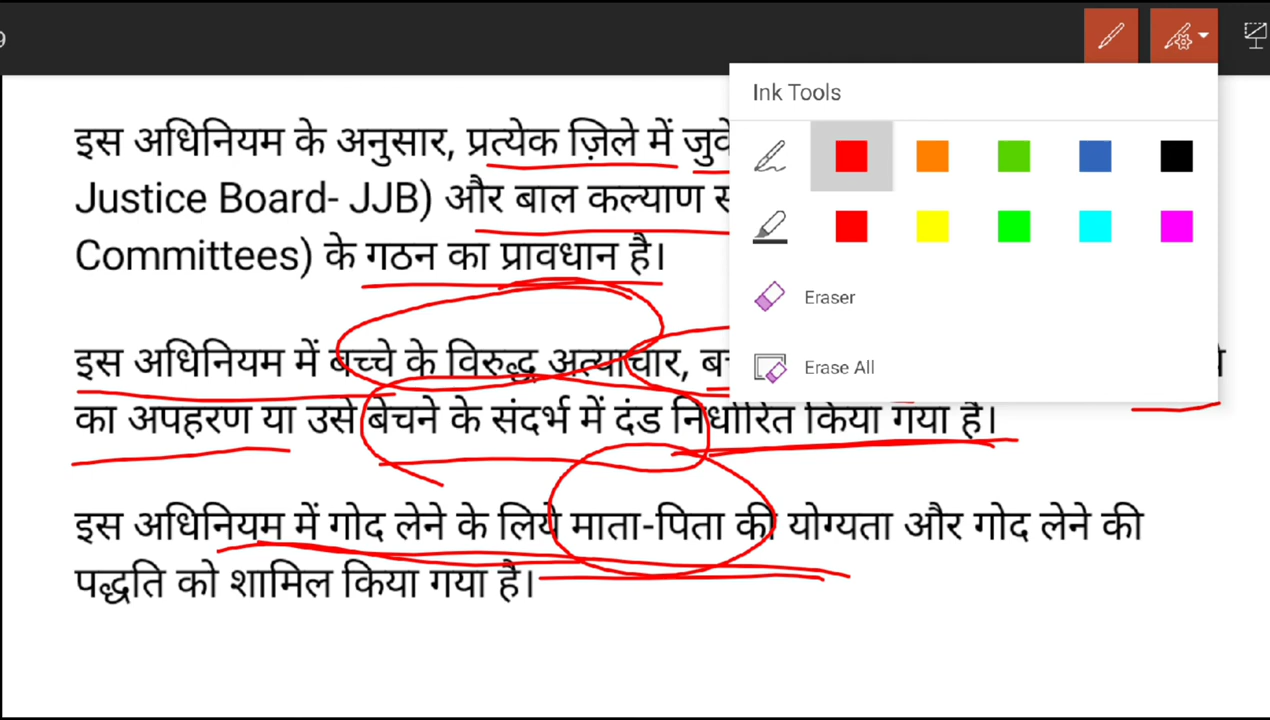 9
Ink Tools
इस अधिनियम के अनुसार, प्रत्येक ज़िले में
Justice Board- JJB) और बाल कल्याण
Committees) के गठन का प्रावधान है।
Eraser
Erase All
इस अधिनियम में बच्चे के विरुद्ध अत्याचार,
का अपहरण या उसे बेचने के संदर्भ में दंड निर्धारित किया गया है।
इस अधिनियम में गोद लेने के लिये माता-पिता की योग्यता और गोद लेने की
पद्धति को शामिल किया गया है।